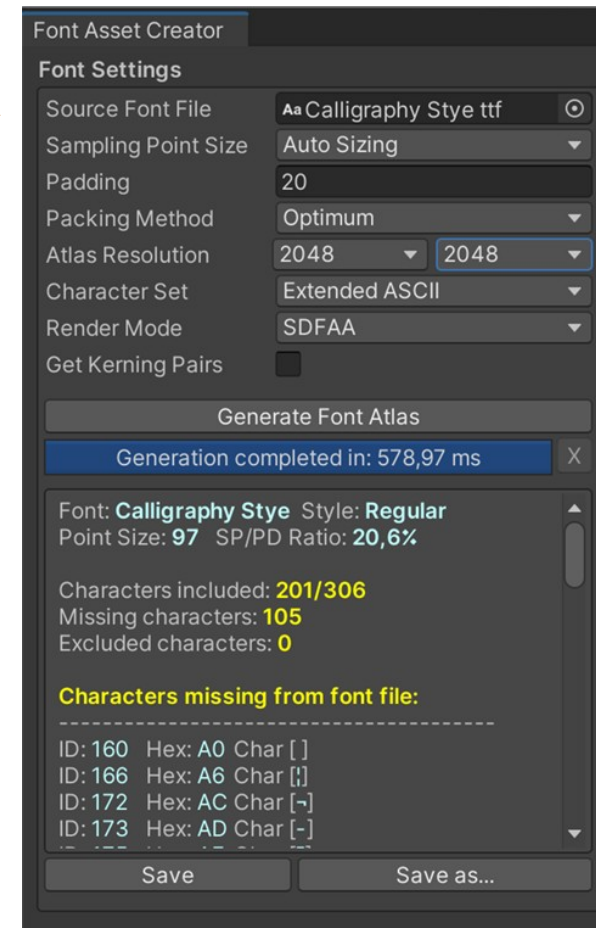 Font Asset Creator
Font Settings
Source Font File Aa Calligraphy Stye ttf
Sampling Point Size Auto Sizing
Padding 20
Packing Method Optimum
Atlas Resolution 2048 2048
Character Set Extended ASCII
Render Mode SDFAA
Get Kerning Pairs
Generate Font Atlas
Generation completed in: 578,97 ms X
Font: Calligraphy Stye Style: Regular
Point Size: 97 SP/PD Ratio: 20,6%
Characters included: 201/306
Missing characters: 105
Excluded characters: 0
Characters missing from font file:
----------------------------------------
ID: 160 Hex: A0 Char [ ]
ID: 166 Hex: A6 Char [¦]
ID: 172 Hex: AC Char [¬]
ID: 173 Hex: AD Char [-]
Save Save as...